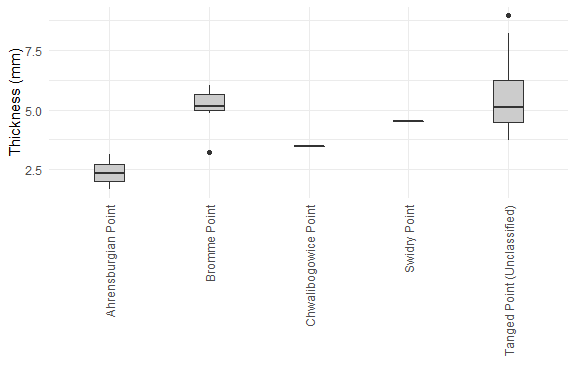 Thickness (mm)
7.5
5.0
2.5
Ahrensburgian Point
Bromme Point
Chwalibogowice Point
Swidry Point
Tanged Point (Unclassified)